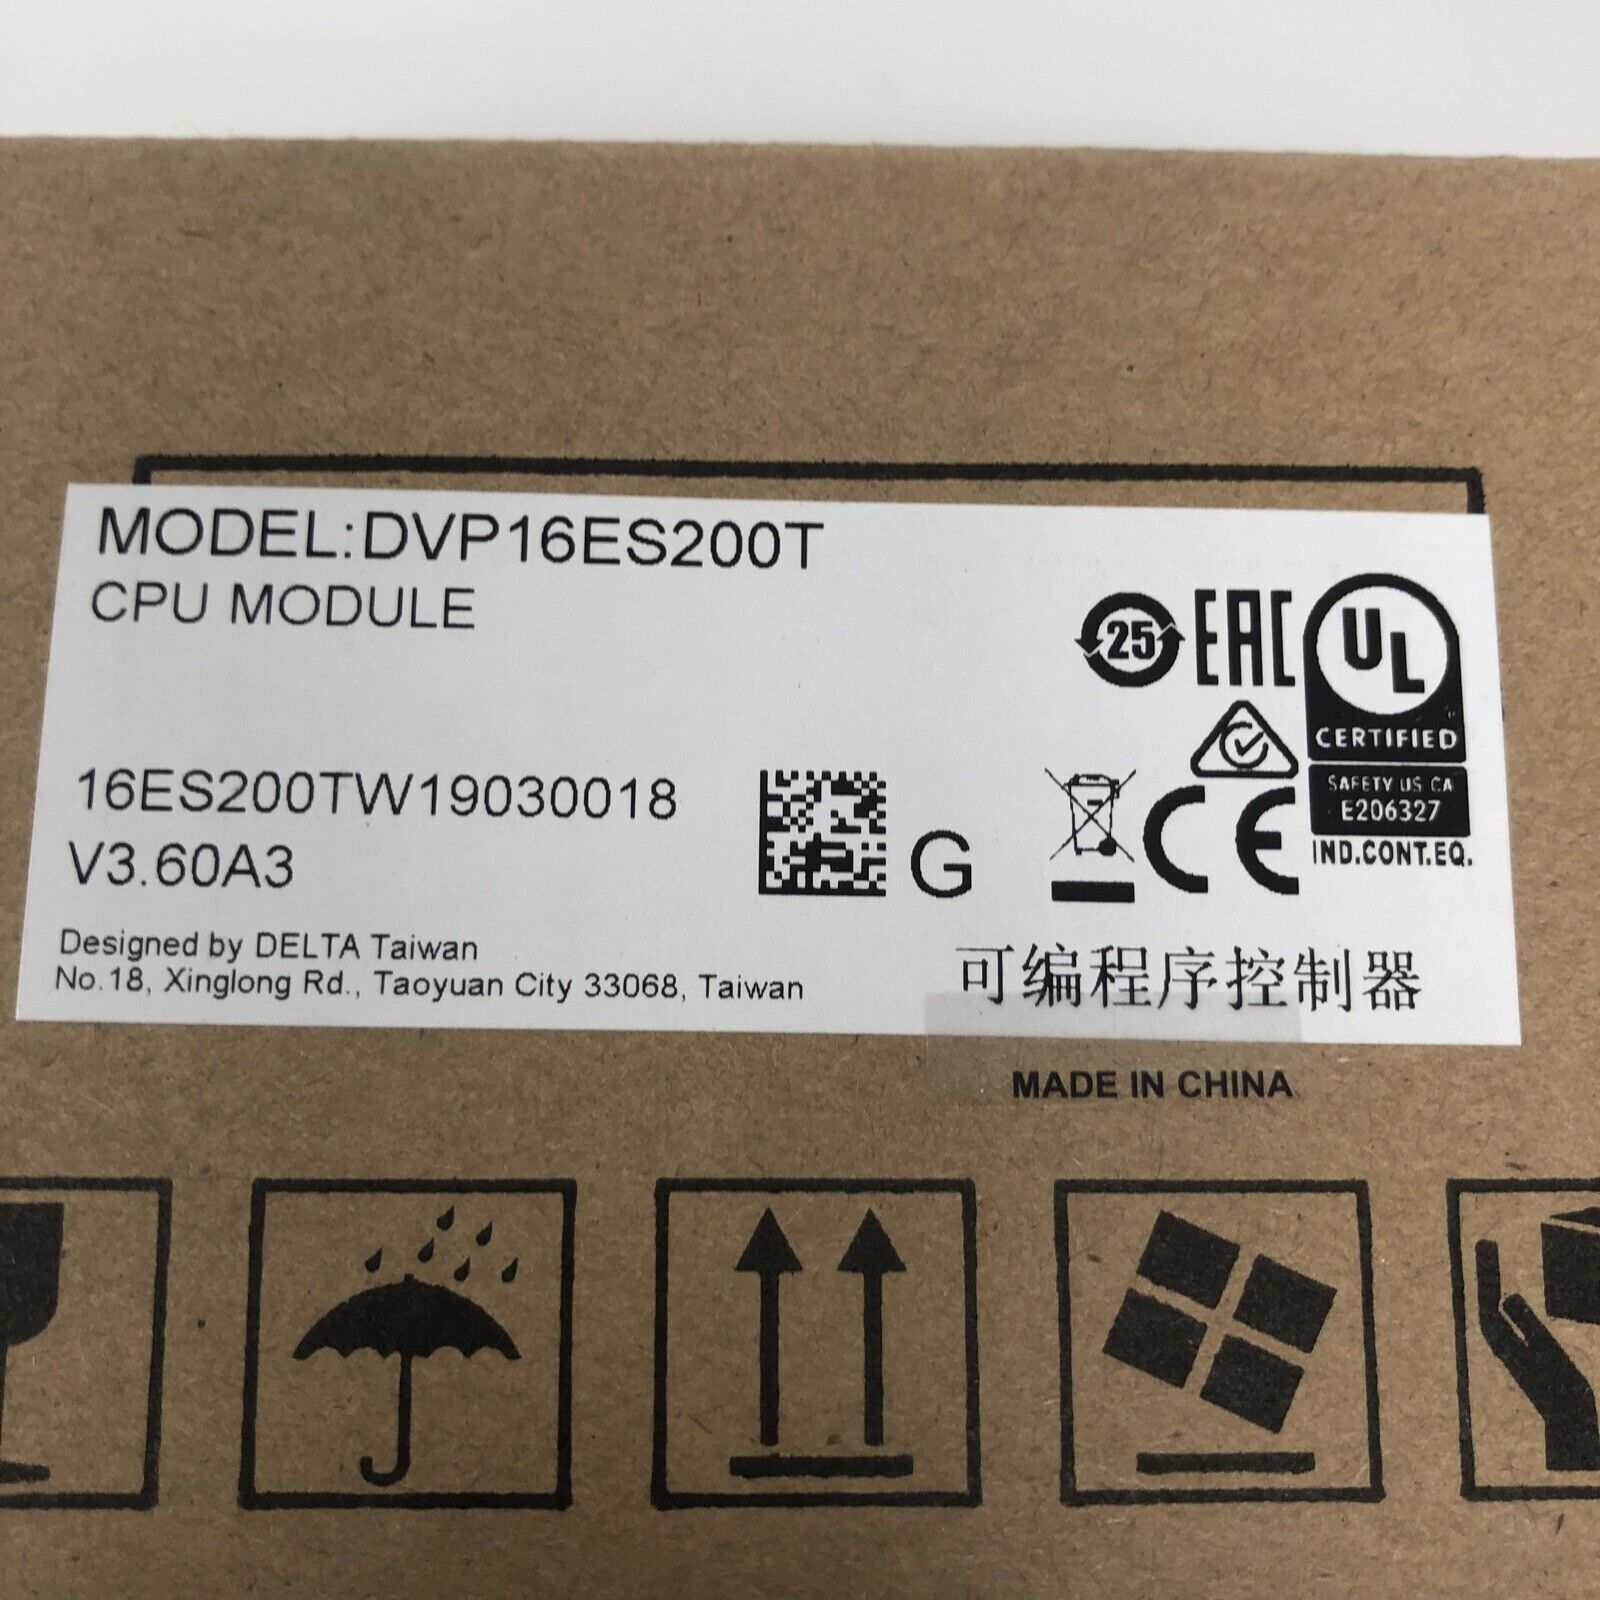 MODEL:DVP16ES200T
CPU MODULE
25
EAC
UL
CERTIFIED
SAFETY US CA
E206327
IND.CONT.EQ.
16ES200TW19030018
V3.60A3
G
CE
Designed by DELTA Taiwan
No.18, Xinglong Rd., Taoyuan City 33068, Taiwan
可编程序控制器
MADE IN CHINA